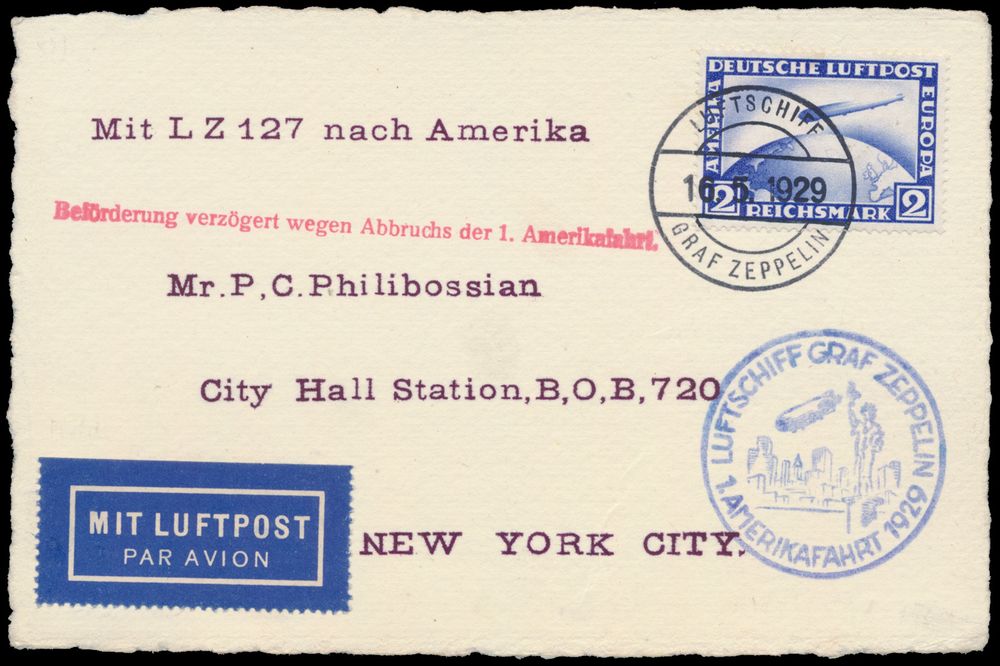 DEUTSCHE LUFTPOST
AMERIKA
EUROPA
2 REICHSMARK 2
LUFTSCHIFF
16.5.1929
GRAF ZEPPELIN
Mit L Z 127 nach Amerika
Beförderung verzögert wegen Abbruchs der 1. Amerikafahrt.
Mr.P,C.Philibossian
City Hall Station,B,O,B,720
LUFTSCHIFF GRAF ZEPPELIN
1. AMERIKAFAHRT 1929
MIT LUFTPOST
PAR AVION
NEW YORK CITY.